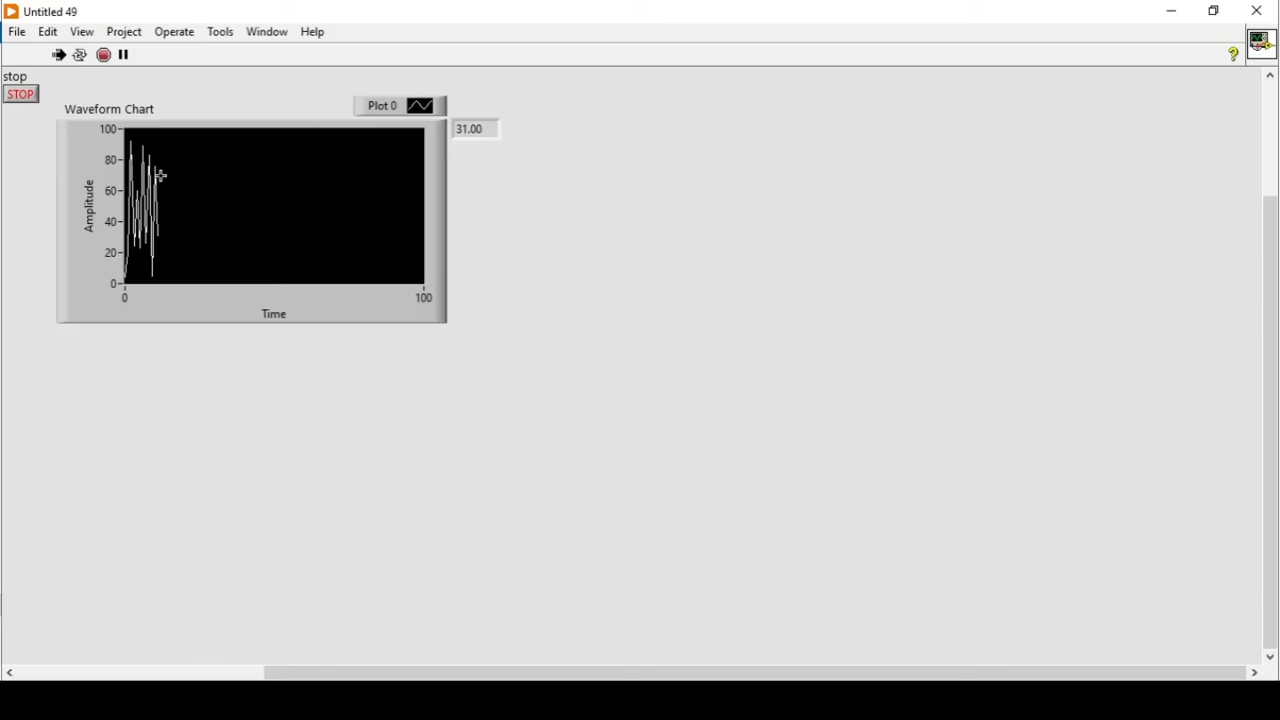 Untitled 49
File Edit View Project Operate Tools Window Help
stop
STOP
Waveform Chart
Plot 0
31.00
100
80
60
40
20
0
Amplitude
0 100
Time